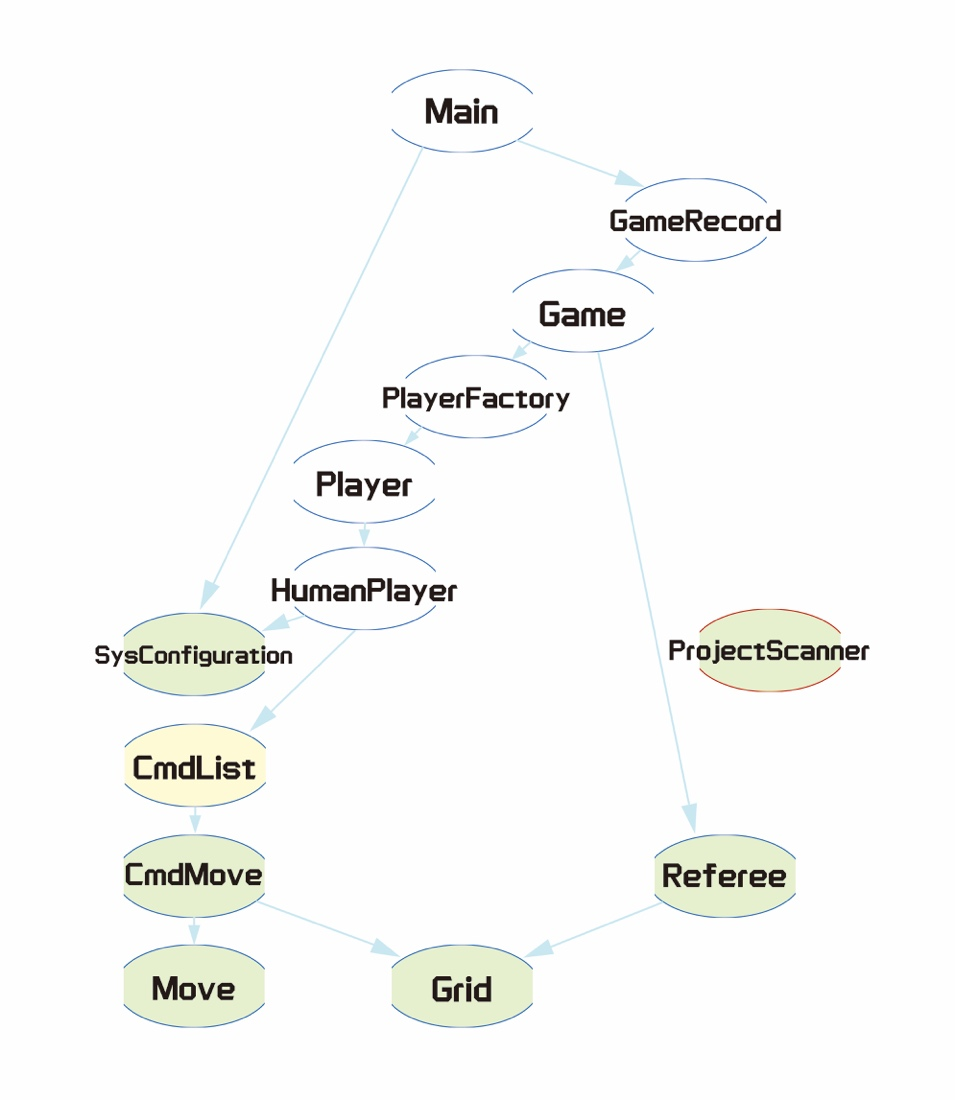 Main
GameRecord
Game
PlayerFactory
Player
HumanPlayer
SysConfiguration
ProjectScanner
CmdList
CmdMove
Referee
Move
Grid